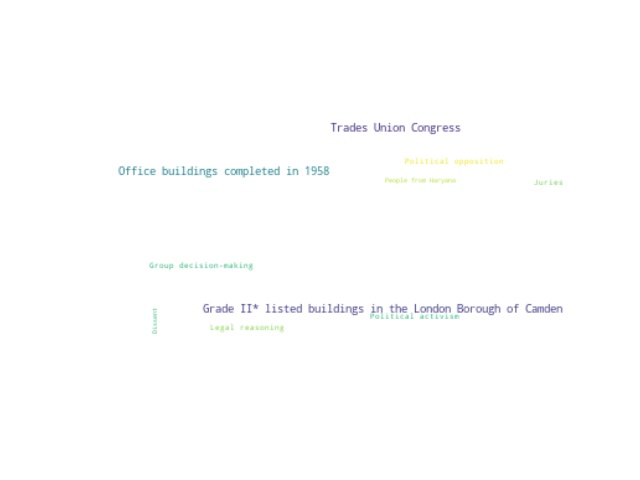 Trades Union Congress
Political opposition
Office buildings completed in 1958
People from Haryana
Juries
Group decision-making
Grade II* listed buildings in the London Borough of Camden
Political activism
Dissent
Legal reasoning